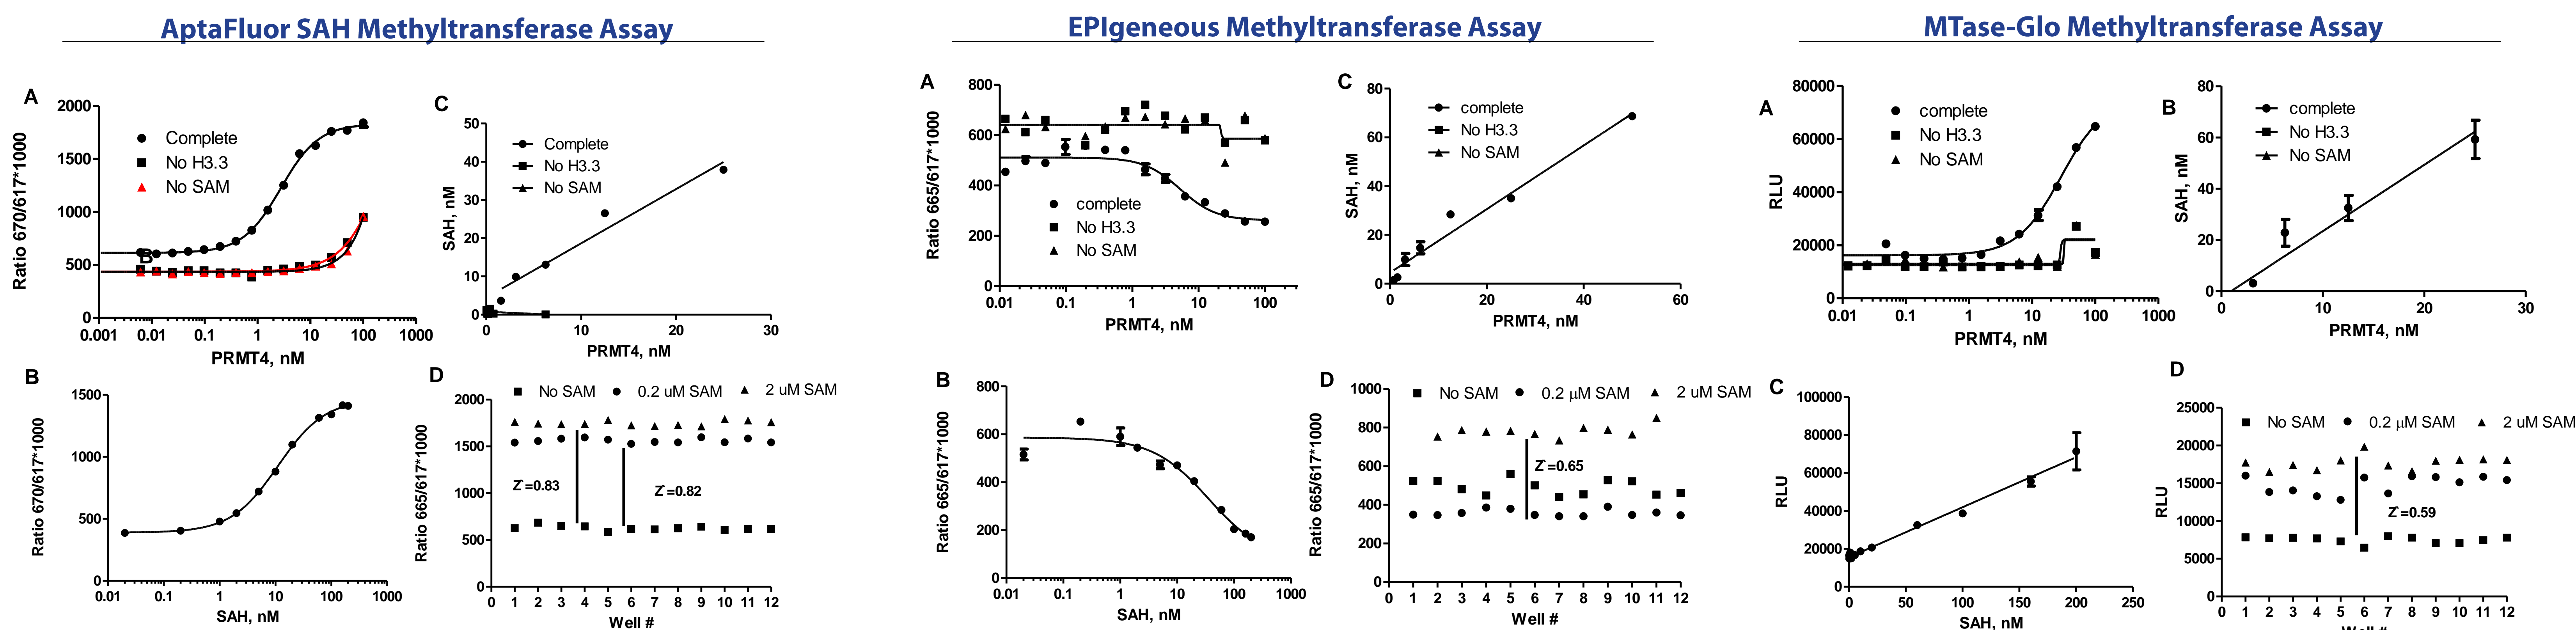 AptaFluor SAH Methyltransferase Assay
A
Ratio 670/617*1000
2000
1500
1000
500
0
Complete
No H3.3
No SAM
B
0.001 0.01 0.1 1 10 100 1000
PRMT4, nM
C
SAH, nM
50
40
30
20
10
0
Complete
No H3.3
No SAM
0 10 20 30
PRMT4, nM
B
Ratio 670/617*1000
1500
1000
500
0
0.01 0.1 1 10 100 1000
SAH, nM
D
No SAM 0.2 uM SAM 2 uM SAM
Ratio 665/617*1000
2000
1500
1000
500
0
Z'=0.83
Z'=0.82
0 1 2 3 4 5 6 7 8 9 10 11 12
Well #
EPIgeneous Methyltransferase Assay
A
Ratio 665/617*1000
800
600
400
200
0
complete
No H3.3
No SAM
0.01 0.1 1 10 100
PRMT4, nM
C
SAH, nM
80
60
40
20
0
complete
No H3.3
No SAM
0 20 40 60
PRMT4, nM
B
Ratio 665/617*1000
800
600
400
200
0
0.01 0.1 1 10 100 1000
SAH, nM
D
No SAM 0.2 μM SAM 2 uM SAM
Ratio 665/617*1000
1000
800
600
400
200
0
Z'=0.65
0 1 2 3 4 5 6 7 8 9 10 11 12
Well #
MTase-Glo Methyltransferase Assay
A
RLU
80000
60000
40000
20000
0
complete
No H3.3
No SAM
0.01 0.1 1 10 100 1000
PRMT4, nM
B
SAH, nM
80
60
40
20
0
complete
No H3.3
No SAM
0 10 20 30
PRMT4, nM
C
RLU
100000
80000
60000
40000
20000
0
0 50 100 150 200 250
SAH, nM
D
No SAM 0.2 μM SAM 2 uM SAM
RLU
25000
20000
15000
10000
5000
0
Z'=0.59
0 1 2 3 4 5 6 7 8 9 10 11 12
Well #